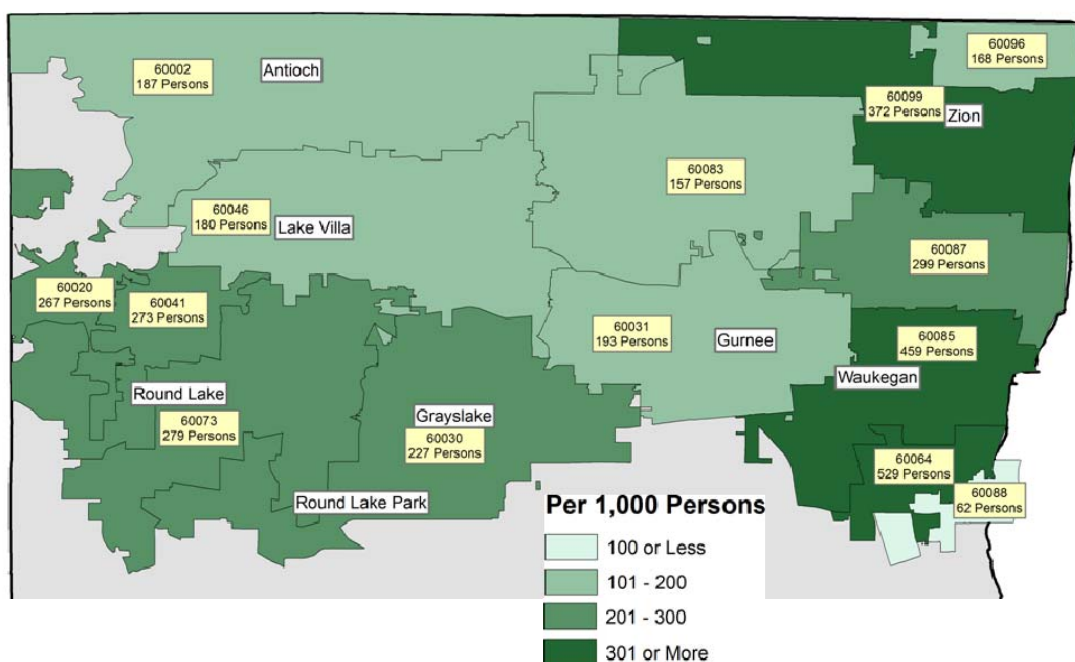 60002
187 Persons
Antioch
60096
168 Persons
60099
372 Persons
Zion
60083
157 Persons
60046
180 Persons
Lake Villa
60087
299 Persons
60020
267 Persons
60041
273 Persons
60031
193 Persons
Gurnee
60085
459 Persons
Waukegan
Round Lake
60073
279 Persons
Grayslake
60030
227 Persons
60064
529 Persons
60088
62 Persons
Round Lake Park
Per 1,000 Persons
100 or Less
101 - 200
201 - 300
301 or More